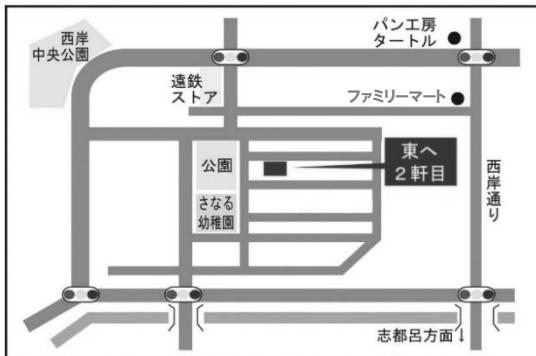 西岸
中央公園
パン工房
タートル
遠鉄
ストア
ファミリーマート
公園
東へ
2軒目
さなる
幼稚園
西岸通り
志都呂方面↓